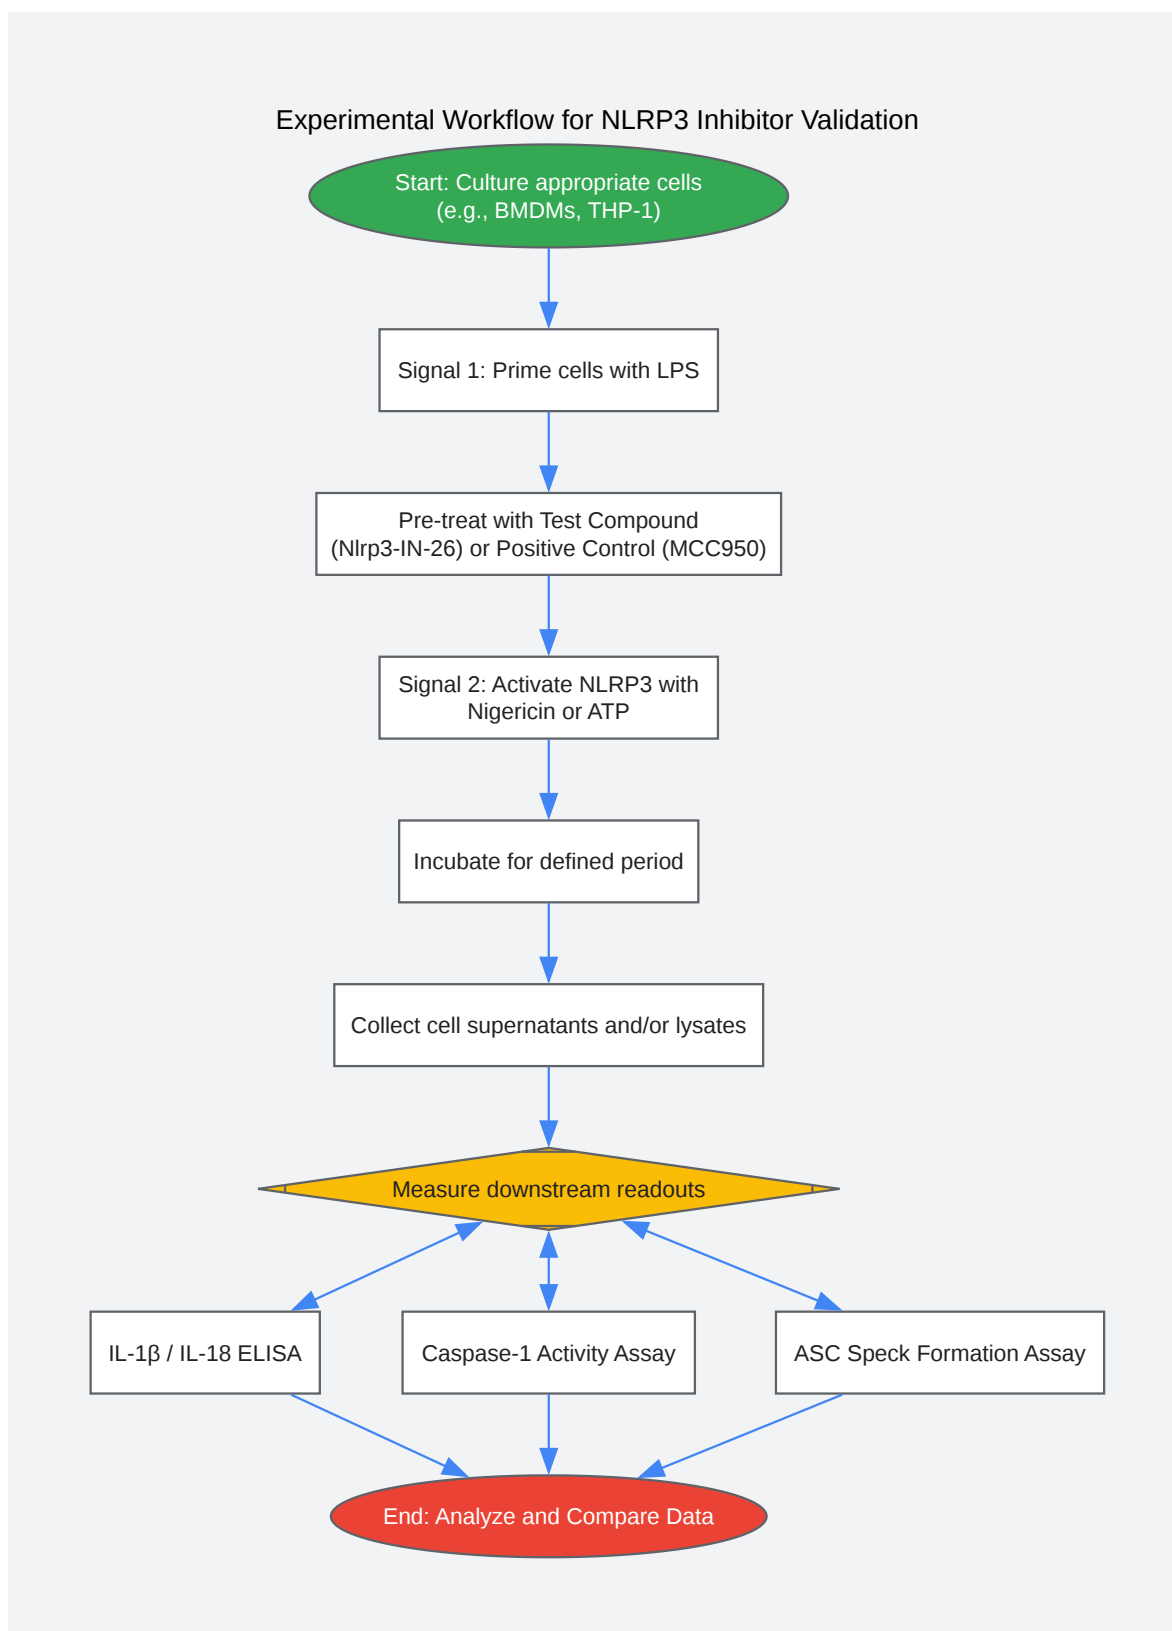 Experimental Workflow for NLRP3 Inhibitor Validation
Start: Culture appropriate cells
(e.g., BMDMs, THP-1)
Signal 1: Prime cells with LPS
Pre-treat with Test Compound
(Nlrp3-IN-26) or Positive Control (MCC950)
Signal 2: Activate NLRP3 with
Nigericin or ATP
Incubate for defined period
Collect cell supernatants and/or lysates
Measure downstream readouts
IL-1β / IL-18 ELISA
Caspase-1 Activity Assay
ASC Speck Formation Assay
End: Analyze and Compare Data